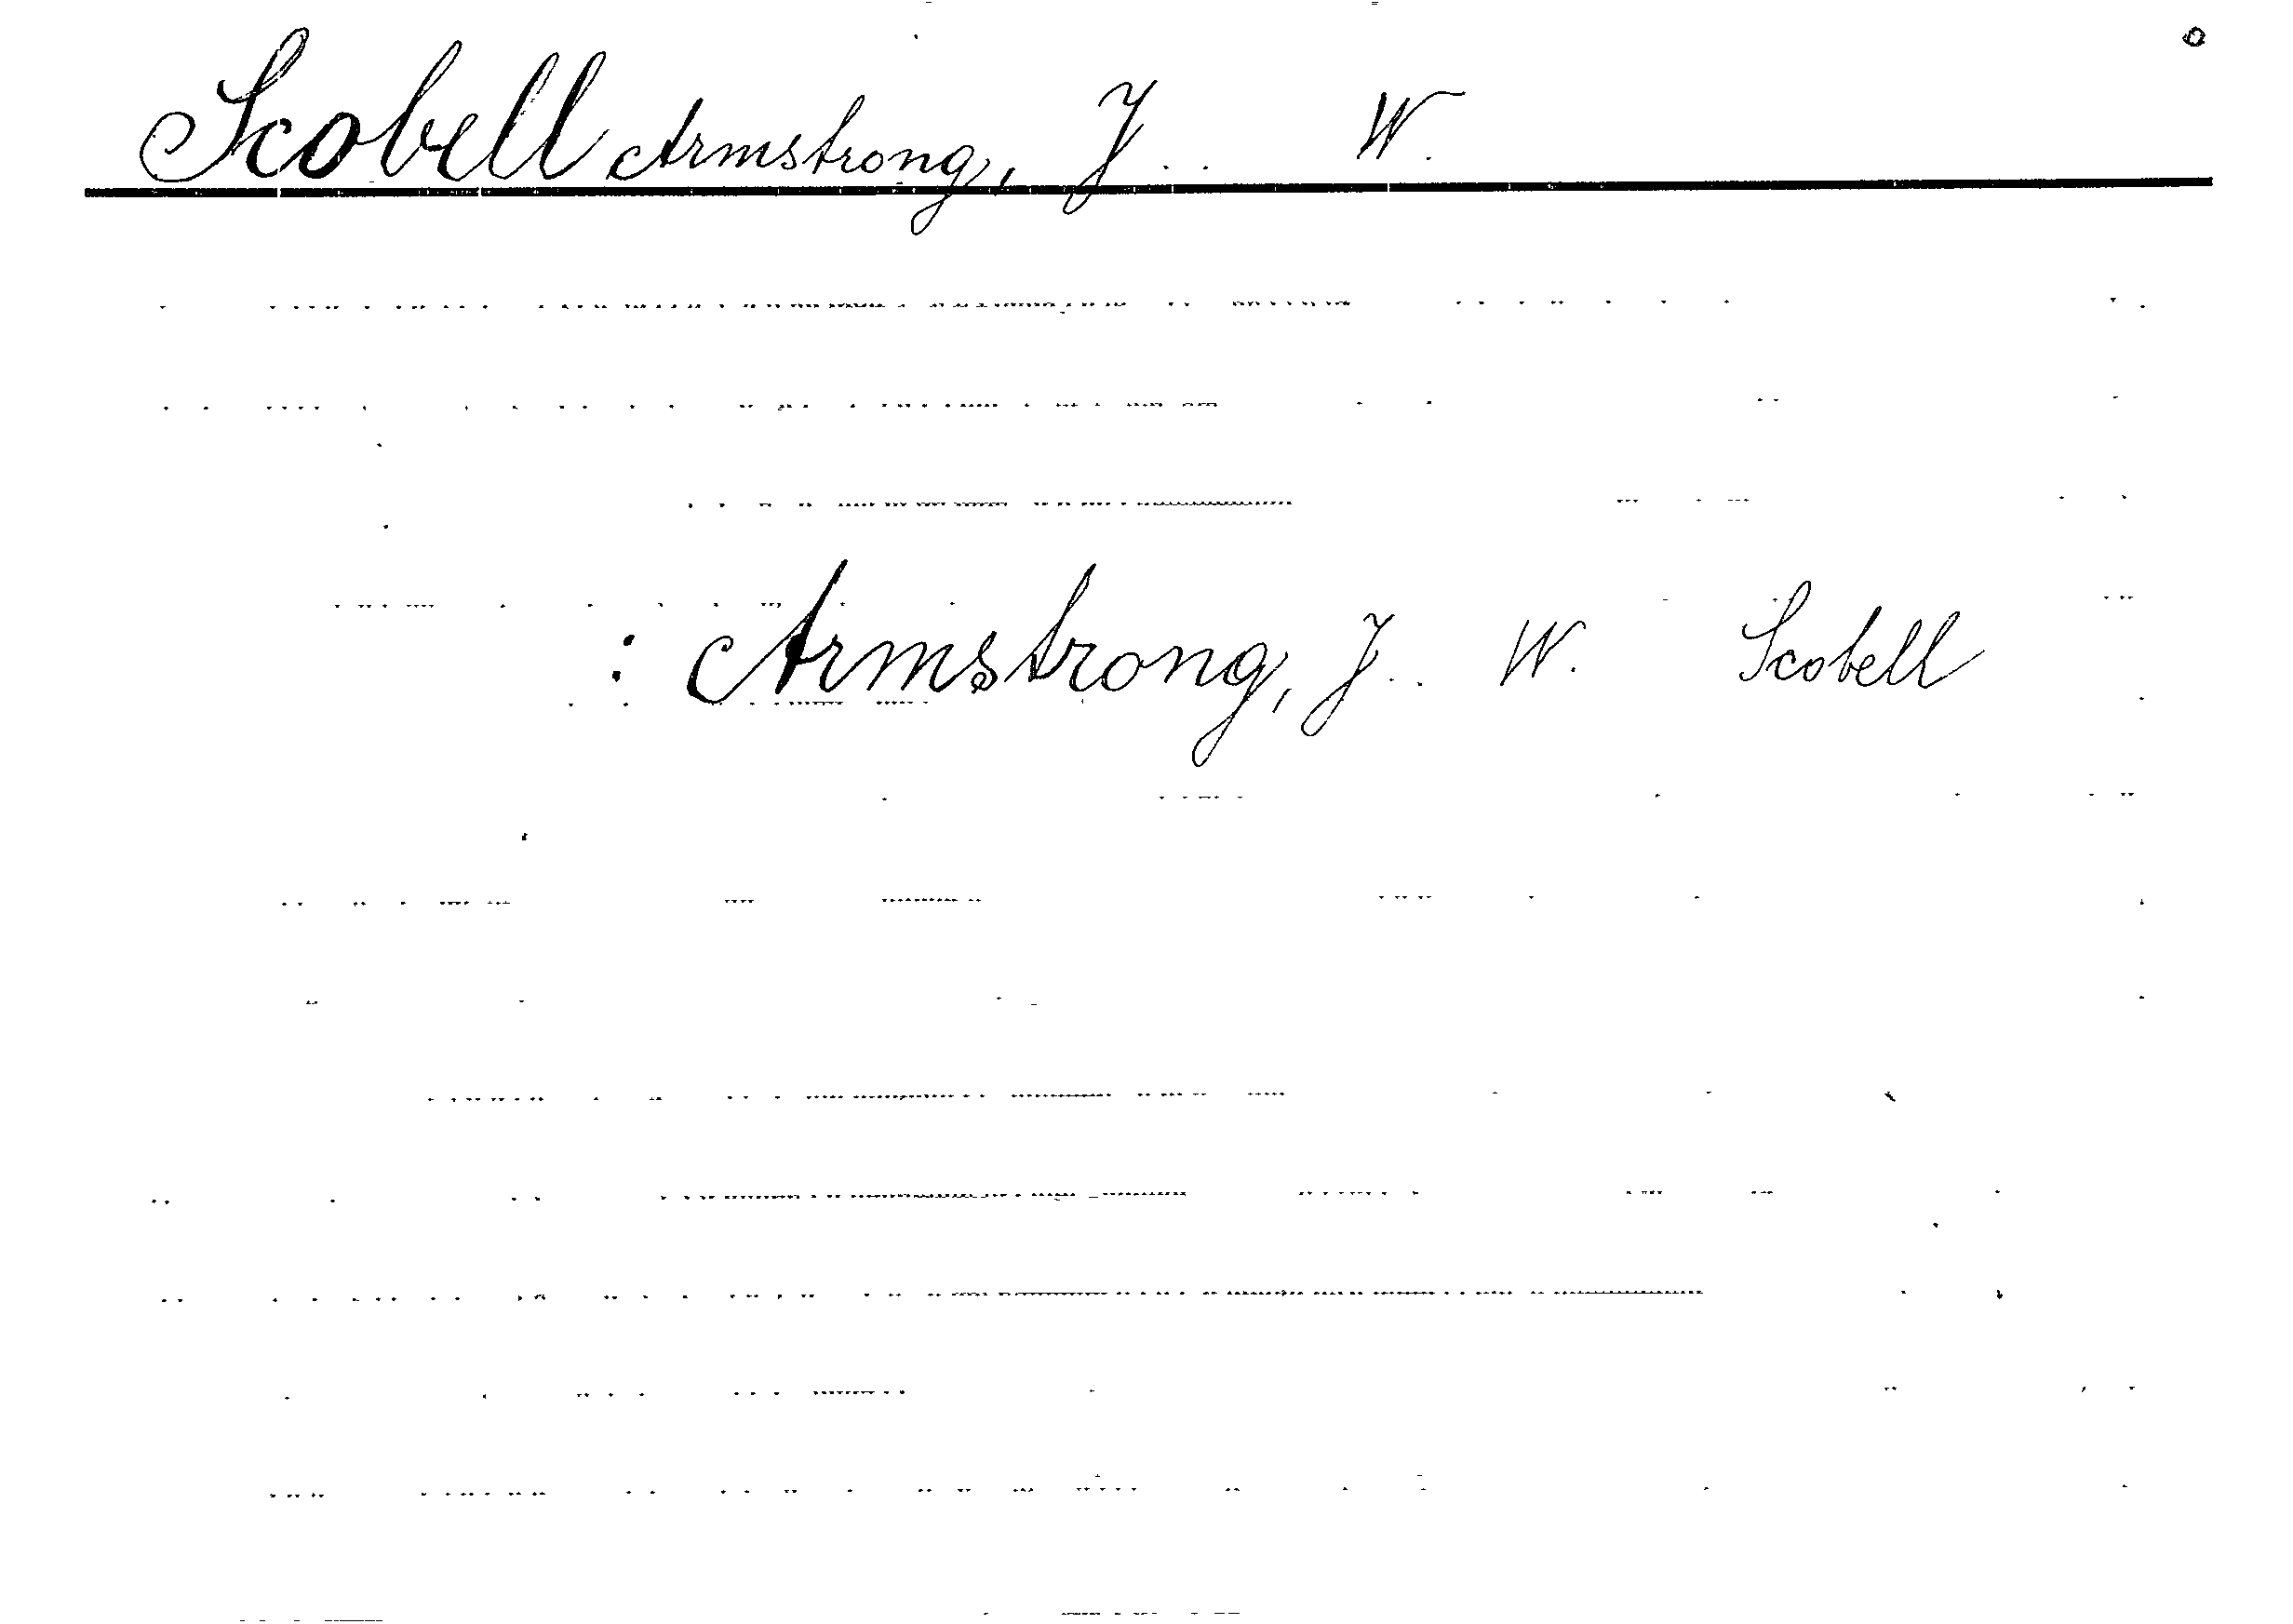 Scobell Armstrong, J.. W.
: Armstrong, J.. W. Scobell